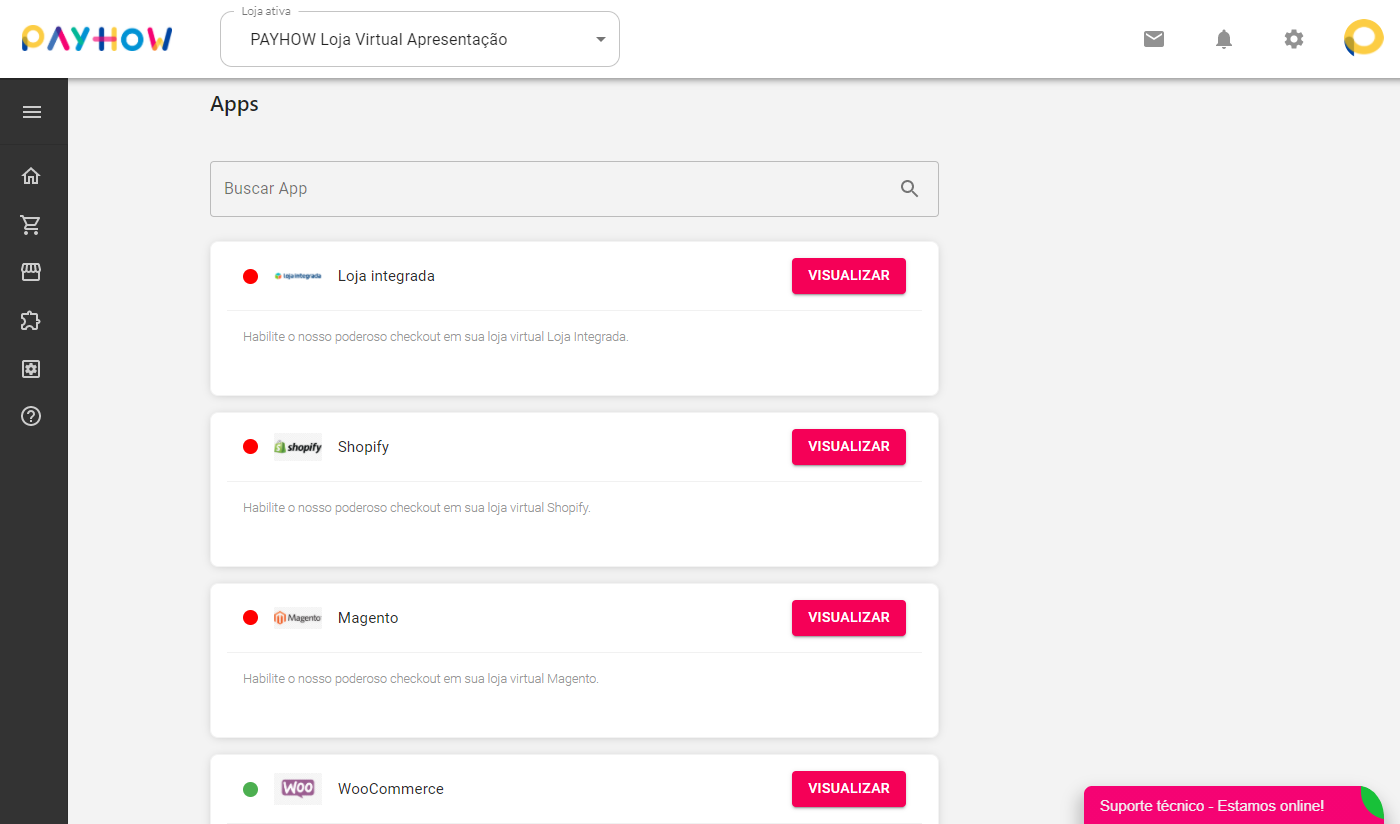 Loja ativa
PAYHOW
PAYHOW Loja Virtual Apresentação
Apps
Buscar App
loja integrada
Loja integrada
VISUALIZAR
Habilite o nosso poderoso checkout em sua loja virtual Loja Integrada.
shopify
Shopify
VISUALIZAR
Habilite o nosso poderoso checkout em sua loja virtual Shopify.
Magento
Magento
VISUALIZAR
Habilite o nosso poderoso checkout em sua loja virtual Magento.
WOO
WooCommerce
VISUALIZAR
Suporte técnico - Estamos online!